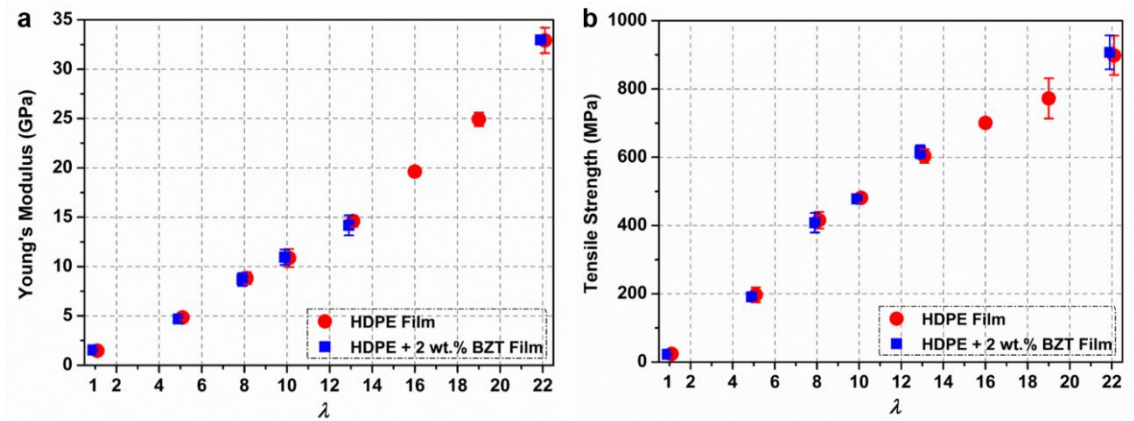 a
35
30
25
20
15
10
5
0
Young's Modulus (GPa)
HDPE Film
HDPE + 2 wt.% BZT Film
1 2 4 6 8 10 12 14 16 18 20 22
λ
b
1000
800
600
400
200
0
Tensile Strength (MPa)
HDPE Film
HDPE + 2 wt.% BZT Film
1 2 4 6 8 10 12 14 16 18 20 22
λ